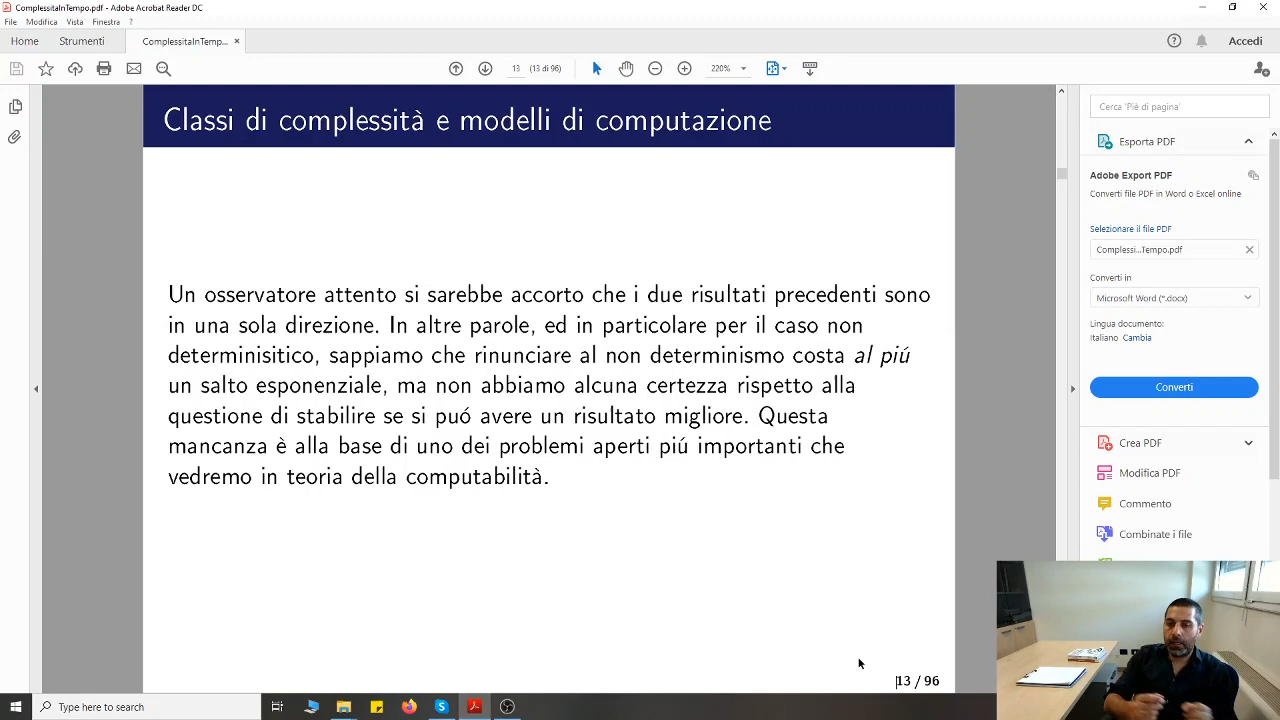 ComplessitaInTempo.pdf - Adobe Acrobat Reader DC
File Modifica Vista Finestra ?
Home Strumenti ComplessitaInTemp... ×
Accedi
13 (13 di 96) 220%
Classi di complessità e modelli di computazione
Un osservatore attento si sarebbe accorto che i due risultati precedenti sono
in una sola direzione. In altre parole, ed in particolare per il caso non
determinisitico, sappiamo che rinunciare al non determinismo costa al piú
un salto esponenziale, ma non abbiamo alcuna certezza rispetto alla
questione di stabilire se si puó avere un risultato migliore. Questa
mancanza è alla base di uno dei problemi aperti piú importanti che
vedremo in teoria della computabilità.
13 / 96
Cerca 'Piè di pagina'
Esporta PDF
Adobe Export PDF
Converti file PDF in Word o Excel online.
Selezionare il file PDF
Complessi...Tempo.pdf
Converti in
Microsoft Word (*.docx)
Lingua documento:
Italiano Cambia
Converti
Crea PDF
Modifica PDF
Commento
Combinate i file
Type here to search